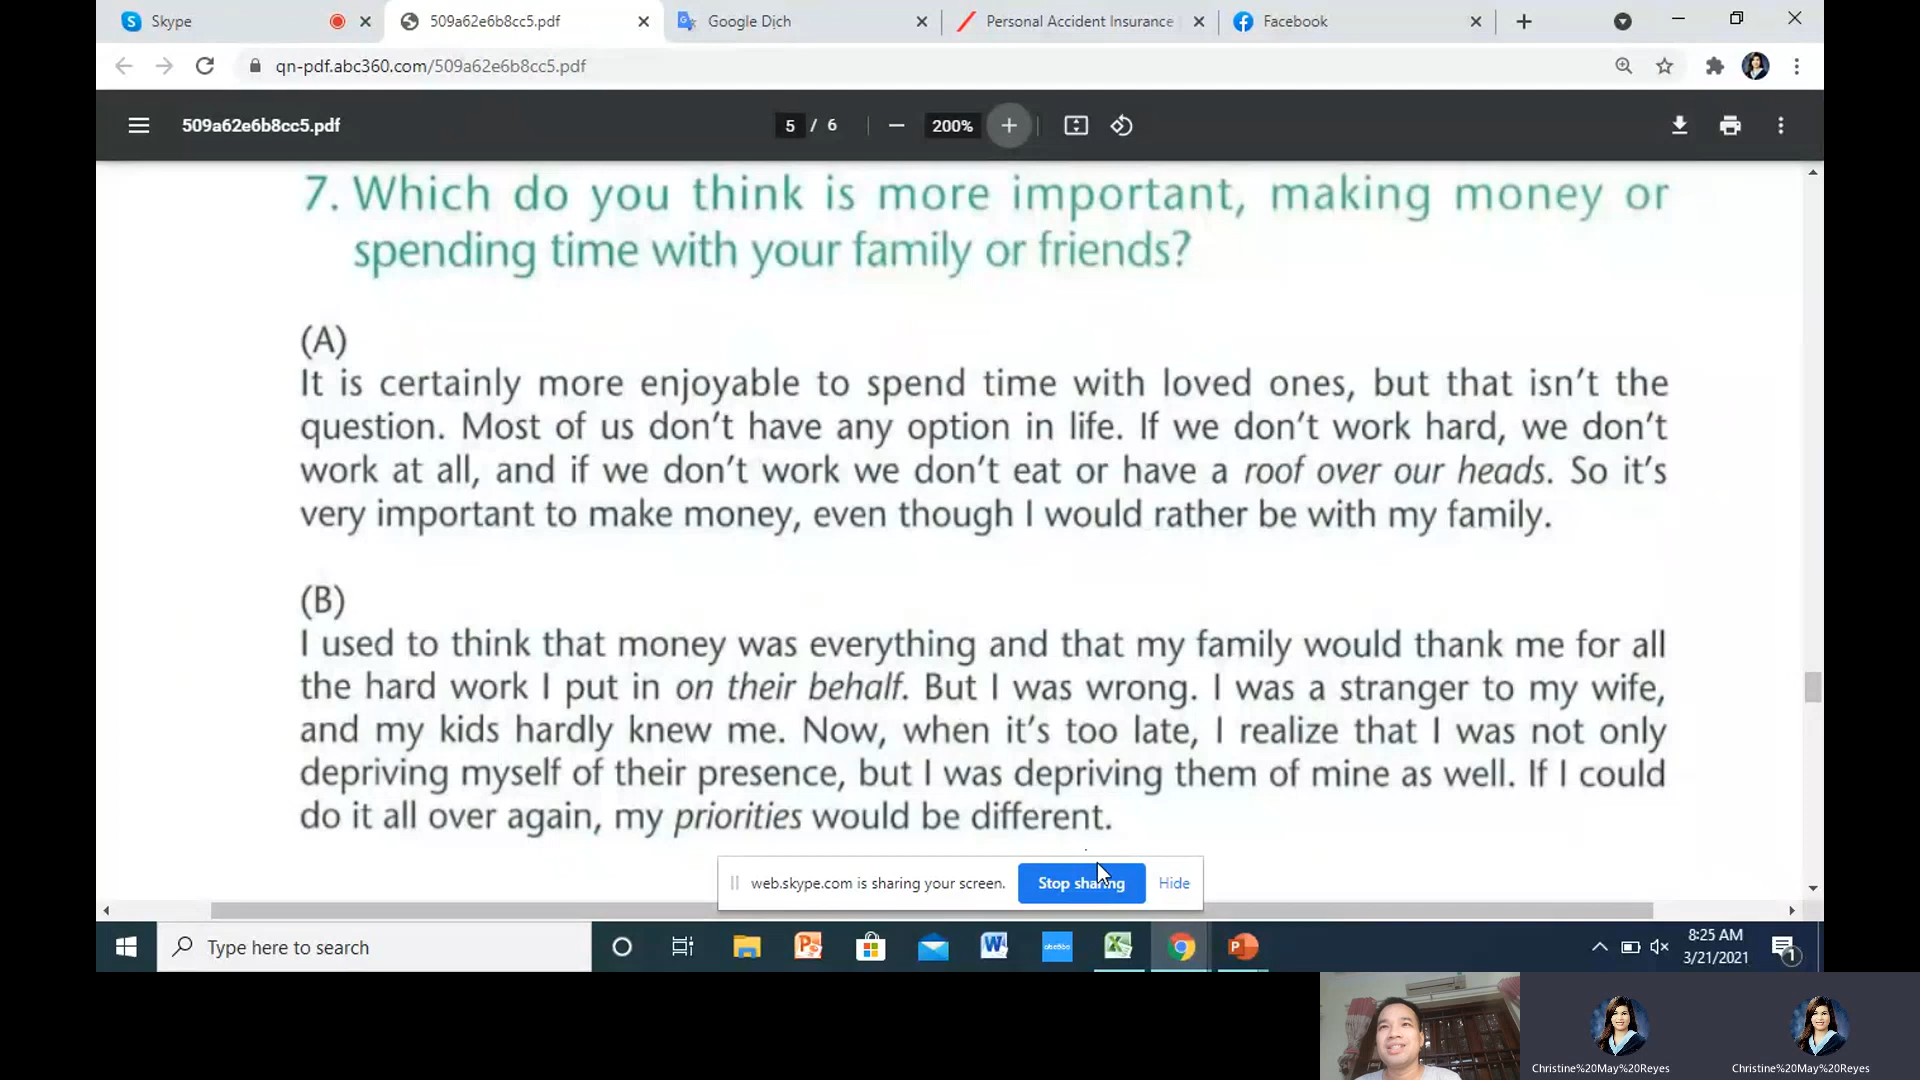 Skype
509a62e6b8cc5.pdf
Google Dịch
Personal Accident Insurance
Facebook
qn-pdf.abc360.com/509a62e6b8cc5.pdf
509a62e6b8cc5.pdf
5 / 6
200%
7. Which do you think is more important, making money or
spending time with your family or friends?
(A)
It is certainly more enjoyable to spend time with loved ones, but that isn't the
question. Most of us don't have any option in life. If we don't work hard, we don't
work at all, and if we don't work we don't eat or have a roof over our heads. So it's
very important to make money, even though I would rather be with my family.
(B)
I used to think that money was everything and that my family would thank me for all
the hard work I put in on their behalf. But I was wrong. I was a stranger to my wife,
and my kids hardly knew me. Now, when it's too late, I realize that I was not only
depriving myself of their presence, but I was depriving them of mine as well. If I could
do it all over again, my priorities would be different.
web.skype.com is sharing your screen.
Stop sharing
Hide
Type here to search
8:25 AM
3/21/2021
1
Christine%20May%20Reyes
Christine%20May%20Reyes